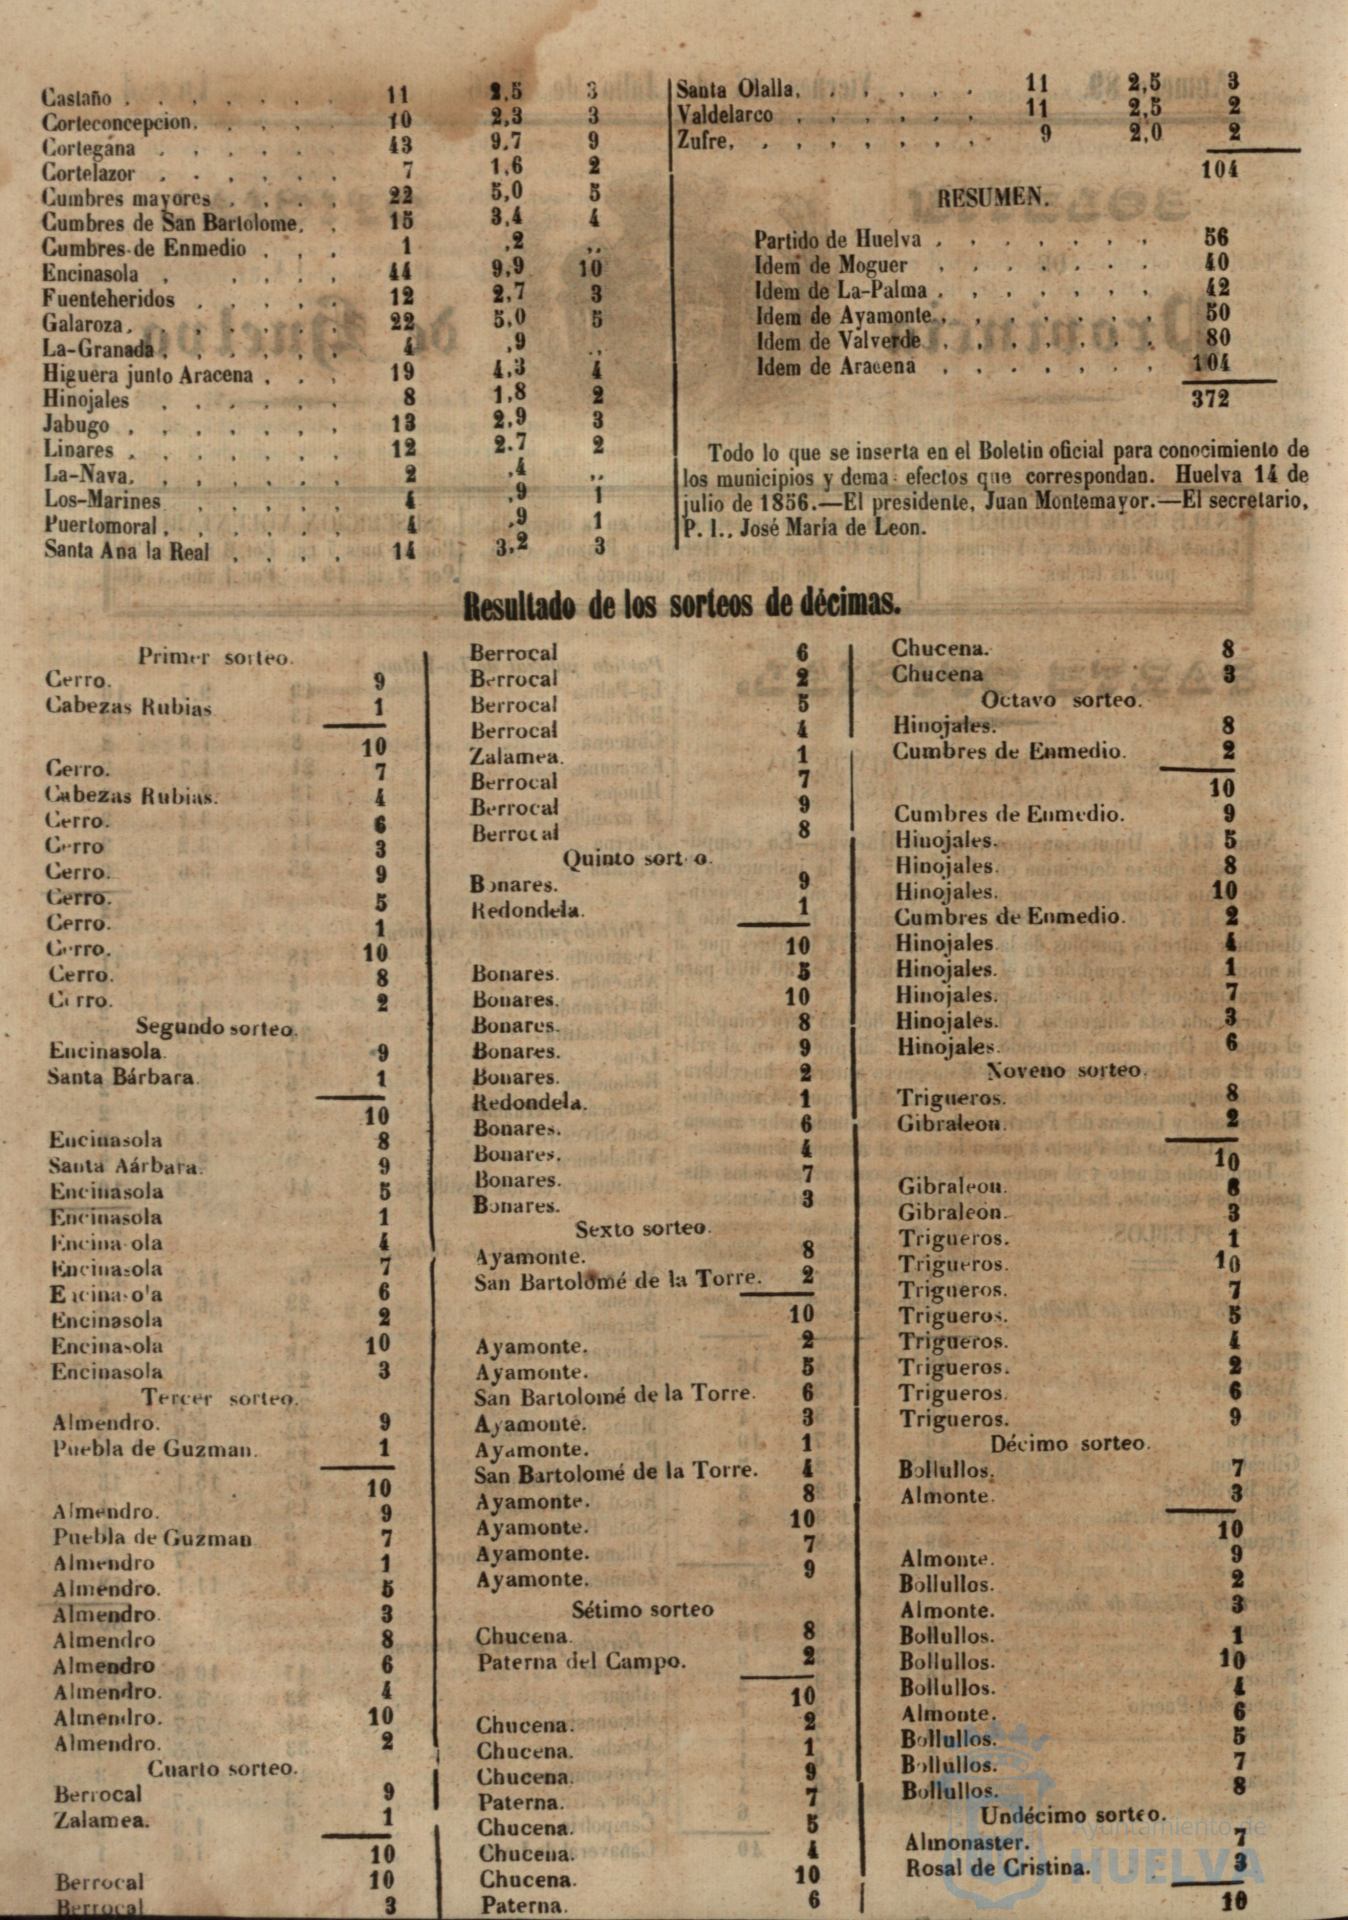 Castaño . . . . . . . 11 2,5 3
Corteconcepcion. . . . . 10 2,3 3
Cortegana . . . . . 43 9,7 9
Cortelazor . . . . . . 7 1,6 2
Cumbres mayores . . . . 22 5,0 5
Cumbres de San Bartolome. . 15 3,4 4
Cumbres de Enmedio . . . 1 ,2 ..
Encinasola . . . . . 44 9,9 10
Fuenteheridos . . . . . 12 2,7 3
Galaroza. . . . . . . 22 5,0 5
La-Granada . . . . . . 4 ,9 ..
Higuera junto Aracena . . . 19 4,3 4
Hinojales . . . . . . 8 1,8 2
Jabugo . . . . . . . 13 2,9 3
Linares . . . . . . . 12 2.7 2
La-Nava. . . . . . . 2 ,4 ..
Los-Marines . . . . . 4 ,9 1
Puertomoral . . . . . . 4 ,9 1
Santa Ana la Real . . . . 14 3,2 3
Santa Olalla. . . . . . 11 2,5 3
Valdelarco . . . . . . 11 2,5 2
Zufre. . . . . . . . 9 2,0 2
104
RESUMEN.
Partido de Huelva . . . . . . . 56
Idem de Moguer . . . . . . . 40
Idem de La-Palma . . . . . . . 42
Idem de Ayamonte. . . . . . . 50
Idem de Valverde. . . . . . . 80
Idem de Aracena . . . . . . . 104
372
Todo lo que se inserta en el Boletin oficial para conocimiento de
los municipios y dema efectos que correspondan. Huelva 14 de
julio de 1856.—El presidente, Juan Montemayor.—El secretario,
P. I., José María de Leon.
Resultado de los sorteos de décimas.
Primer sorteo.
Cerro. 9
Cabezas Rubias 1
10
Cerro. 7
Cabezas Rubias. 4
Cerro. 6
Cerro 3
Cerro. 9
Cerro. 5
Cerro. 1
Cerro. 10
Cerro. 8
Cerro. 2
Segundo sorteo.
Encinasola. 9
Santa Bárbara. 1
10
Encinasola 8
Santa Aárbara. 9
Encinasola 5
Encinasola 1
Encina ola 4
Encinasola 7
Encinaso'a 6
Encinasola 2
Encinasola 10
Encinasola 3
Tercer sorteo.
Almendro. 9
Puebla de Guzman. 1
10
Almendro. 9
Puebla de Guzman 7
Almendro 1
Almendro. 5
Almendro. 3
Almendro 8
Almendro 6
Almendro. 4
Almendro. 10
Almendro. 2
Cuarto sorteo.
Berrocal 9
Zalamea. 1
10
Berrocal 10
Berrocal 3
Berrocal 6
Berrocal 2
Berrocal 5
Berrocal 4
Zalamea. 1
Berrocal 7
Berrocal 9
Berrocal 8
Quinto sort o.
Bonares. 9
Redondela. 1
10
Bonares. 5
Bonares. 10
Bonares. 8
Bonares. 9
Bonares. 2
Redondela. 1
Bonares. 6
Bonares. 4
Bonares. 7
Bonares. 3
Sexto sorteo.
Ayamonte. 8
San Bartolomé de la Torre. 2
10
Ayamonte. 2
Ayamonte. 5
San Bartolomé de la Torre. 6
Ayamonte. 3
Ayamonte. 1
San Bartolomé de la Torre. 4
Ayamonte. 8
Ayamonte. 10
Ayamonte. 7
Ayamonte. 9
Sétimo sorteo
Chucena. 8
Paterna del Campo. 2
10
Chucena. 2
Chucena. 1
Chucena. 9
Paterna. 7
Chucena. 5
Chucena. 4
Chucena. 10
Paterna. 6
Chucena. 8
Chucena 3
Octavo sorteo.
Hinojales. 8
Cumbres de Enmedio. 2
10
Cumbres de Enmedio. 9
Hinojales. 5
Hinojales. 8
Hinojales. 10
Cumbres de Enmedio. 2
Hinojales. 4
Hinojales. 1
Hinojales. 7
Hinojales. 3
Hinojales. 6
Noveno sorteo.
Trigueros. 8
Gibraleon. 2
10
Gibraleon. 8
Gibraleon. 3
Trigueros. 1
Trigueros. 10
Trigueros. 7
Trigueros. 5
Trigueros. 4
Trigueros. 2
Trigueros. 6
Trigueros. 9
Décimo sorteo.
Bollullos. 7
Almonte. 3
10
Almonte. 9
Bollullos. 2
Almonte. 3
Bollullos. 1
Bollullos. 10
Bollullos. 4
Almonte. 6
Bollullos. 5
Bollullos. 7
Bollullos. 8
Undécimo sorteo.
Almonaster. 7
Rosal de Cristina. 3
10
Ayuntamiento de
HUELVA